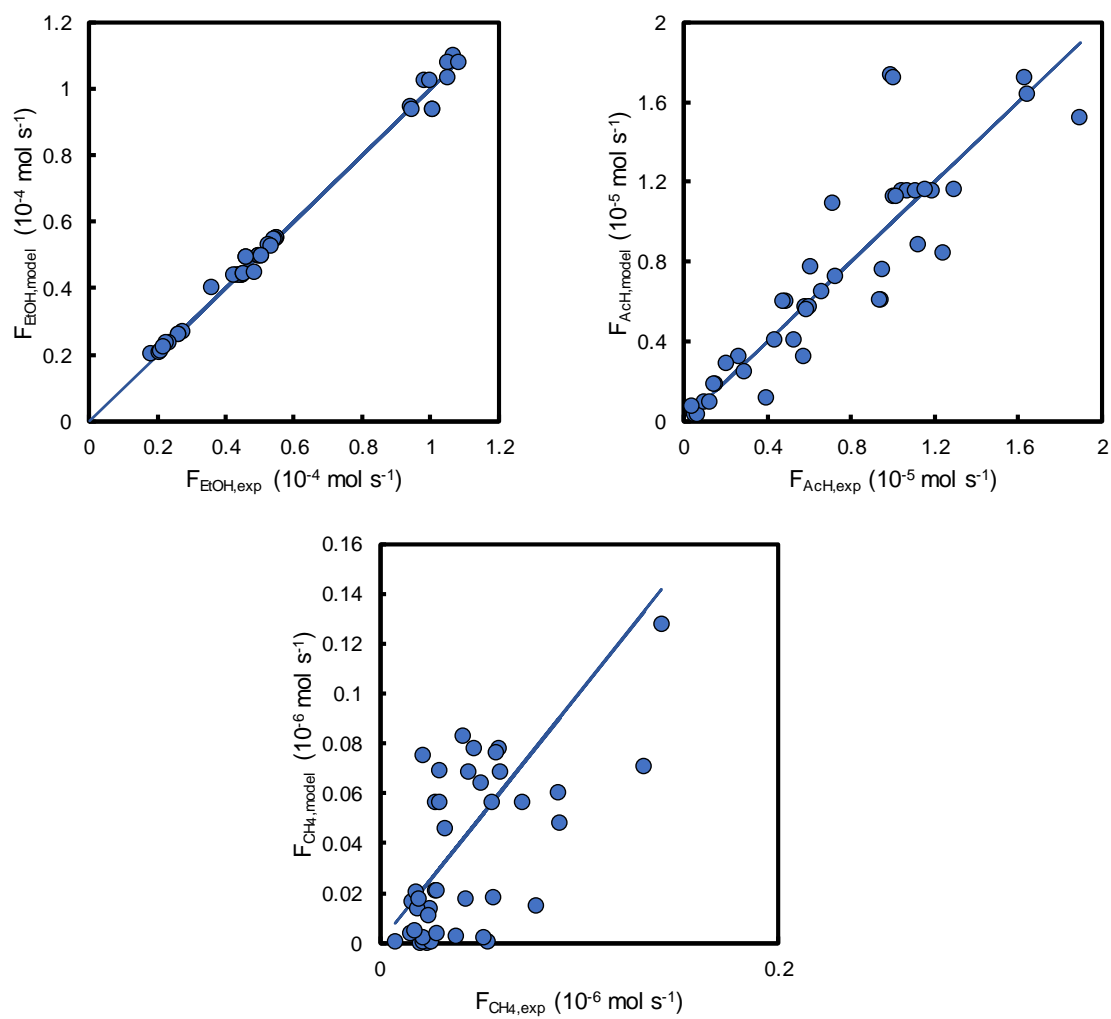 1.2
1
0.8
0.6
0.4
0.2
0
F_EtOH,model (10⁻⁴ mol s⁻¹)
0 0.2 0.4 0.6 0.8 1 1.2
F_EtOH,exp (10⁻⁴ mol s⁻¹)
2
1.6
1.2
0.8
0.4
0
F_AcH,model (10⁻⁵ mol s⁻¹)
0 0.4 0.8 1.2 1.6 2
F_AcH,exp (10⁻⁵ mol s⁻¹)
0.16
0.14
0.12
0.1
0.08
0.06
0.04
0.02
0
F_CH4,model (10⁻⁶ mol s⁻¹)
0 0.2
F_CH4,exp (10⁻⁶ mol s⁻¹)